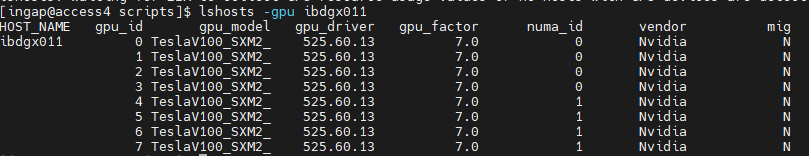 [ingap@access4 scripts]$ lshosts -gpu ibdgx011
HOST_NAME gpu_id gpu_model gpu_driver gpu_factor numa_id vendor mig
ibdgx011 0 TeslaV100_SXM2_ 525.60.13 7.0 0 Nvidia N
1 TeslaV100_SXM2_ 525.60.13 7.0 0 Nvidia N
2 TeslaV100_SXM2_ 525.60.13 7.0 0 Nvidia N
3 TeslaV100_SXM2_ 525.60.13 7.0 0 Nvidia N
4 TeslaV100_SXM2_ 525.60.13 7.0 1 Nvidia N
5 TeslaV100_SXM2_ 525.60.13 7.0 1 Nvidia N
6 TeslaV100_SXM2_ 525.60.13 7.0 1 Nvidia N
7 TeslaV100_SXM2_ 525.60.13 7.0 1 Nvidia N